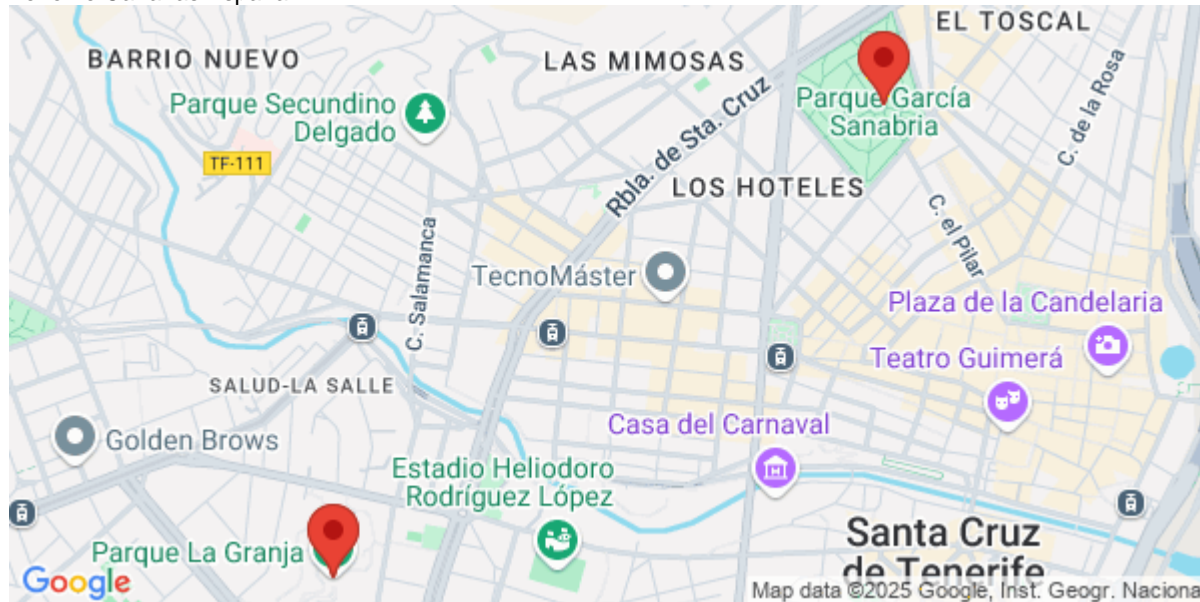 EL TOSCAL
BARRIO NUEVO
LAS MIMOSAS
Parque Secundino
Delgado
Parque García
Sanabria
C. de la Rosa
Rbla. de Sta. Cruz
TF-111
LOS HOTELES
C. el Pilar
C. Salamanca
TecnoMáster
Plaza de la Candelaria
Teatro Guimerá
SALUD-LA SALLE
Casa del Carnaval
Golden Brows
Estadio Heliodoro
Rodríguez López
Santa Cruz
de Tenerife
Parque La Granja
Google
Map data ©2025 Google, Inst. Geogr. Naciona